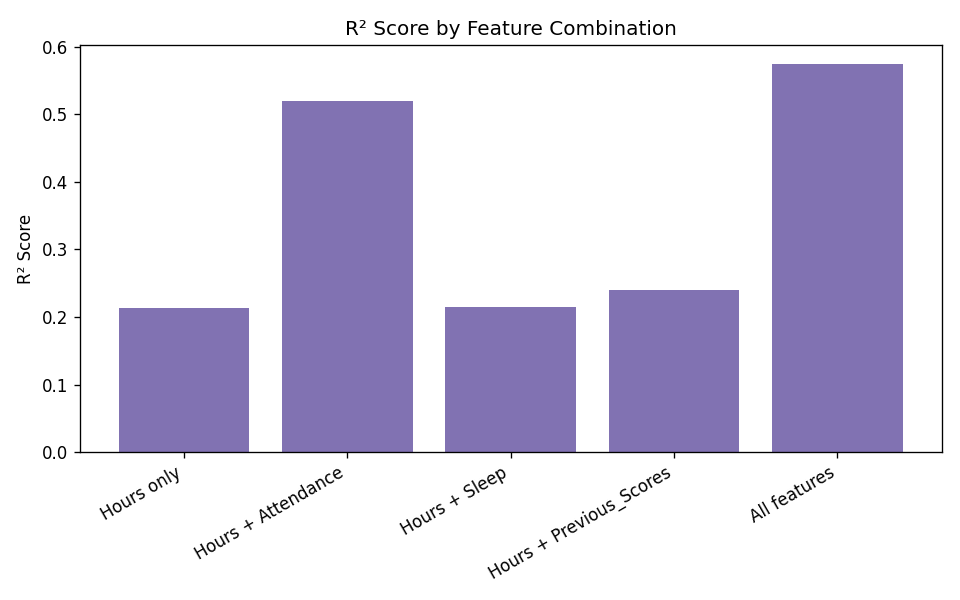 R² Score by Feature Combination
R² Score
0.6
0.5
0.4
0.3
0.2
0.1
0.0
Hours only
Hours + Attendance
Hours + Sleep
Hours + Previous_Scores
All features